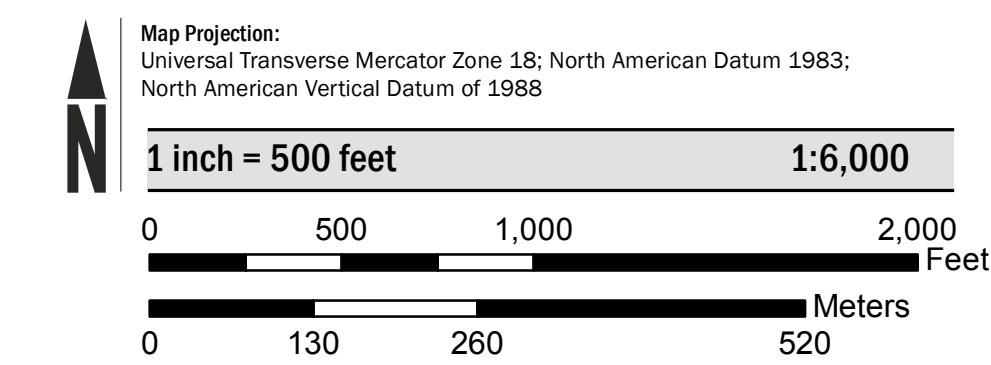 Map Projection:
Universal Transverse Mercator Zone 18; North American Datum 1983;
North American Vertical Datum of 1988
N
1 inch = 500 feet 1:6,000
0 500 1,000 2,000
Feet
Meters
0 130 260 520